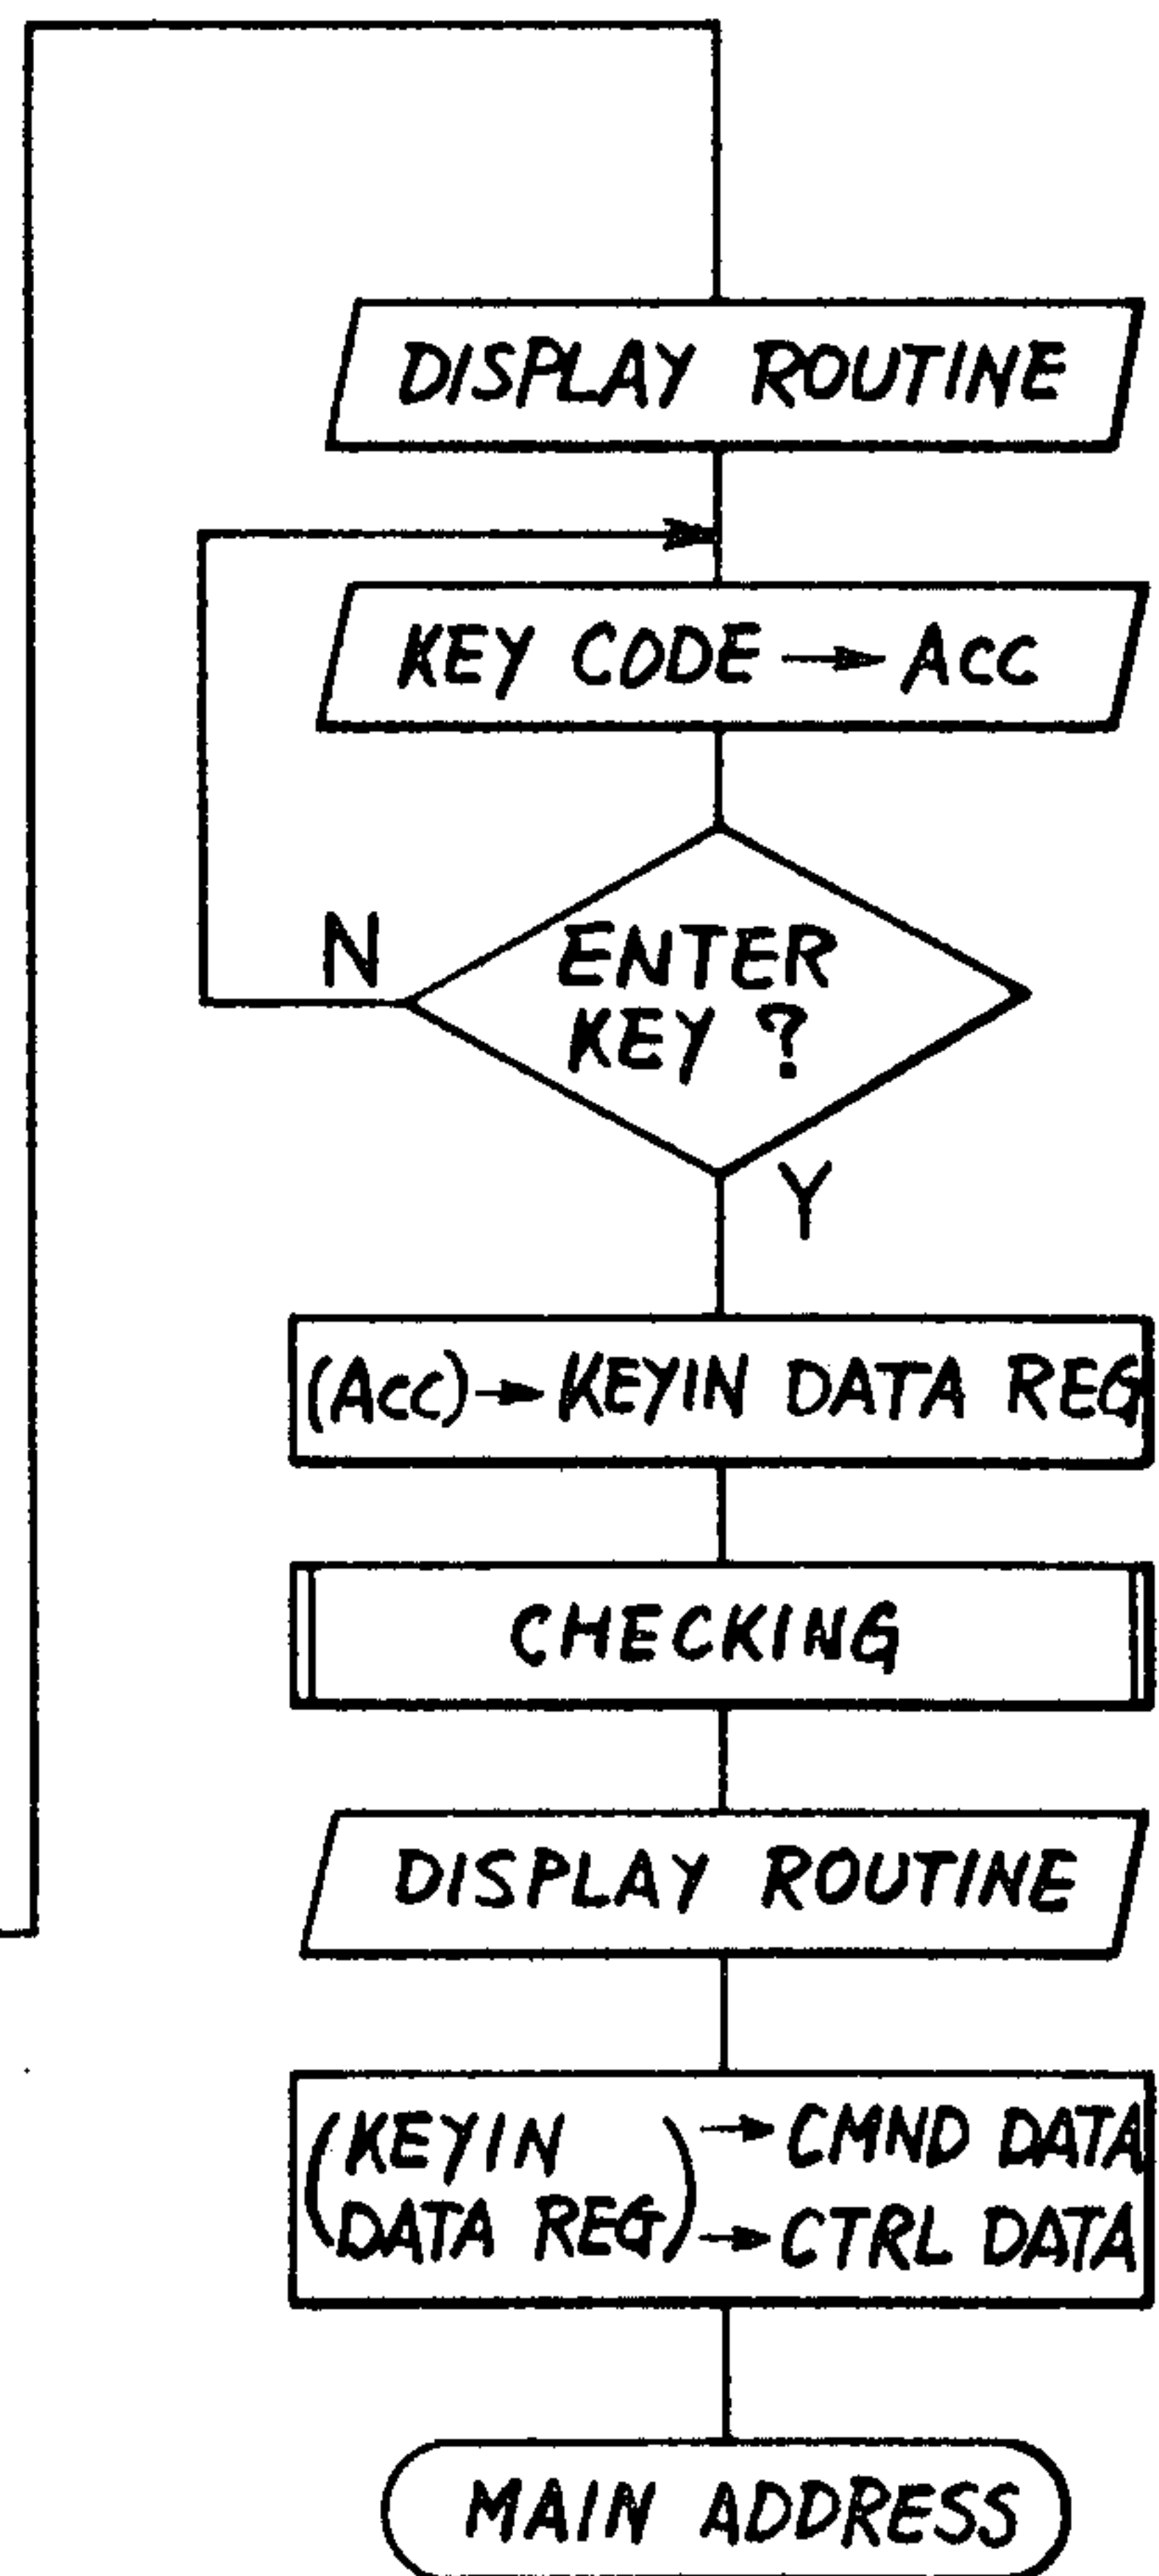 DISPLAY ROUTINE
KEY CODE → ACC
N
ENTER
KEY ?
Y
(ACC) → KEYIN DATA REG
CHECKING
DISPLAY ROUTINE
(KEYIN → CMND DATA
DATA REG) → CTRL DATA
MAIN ADDRESS